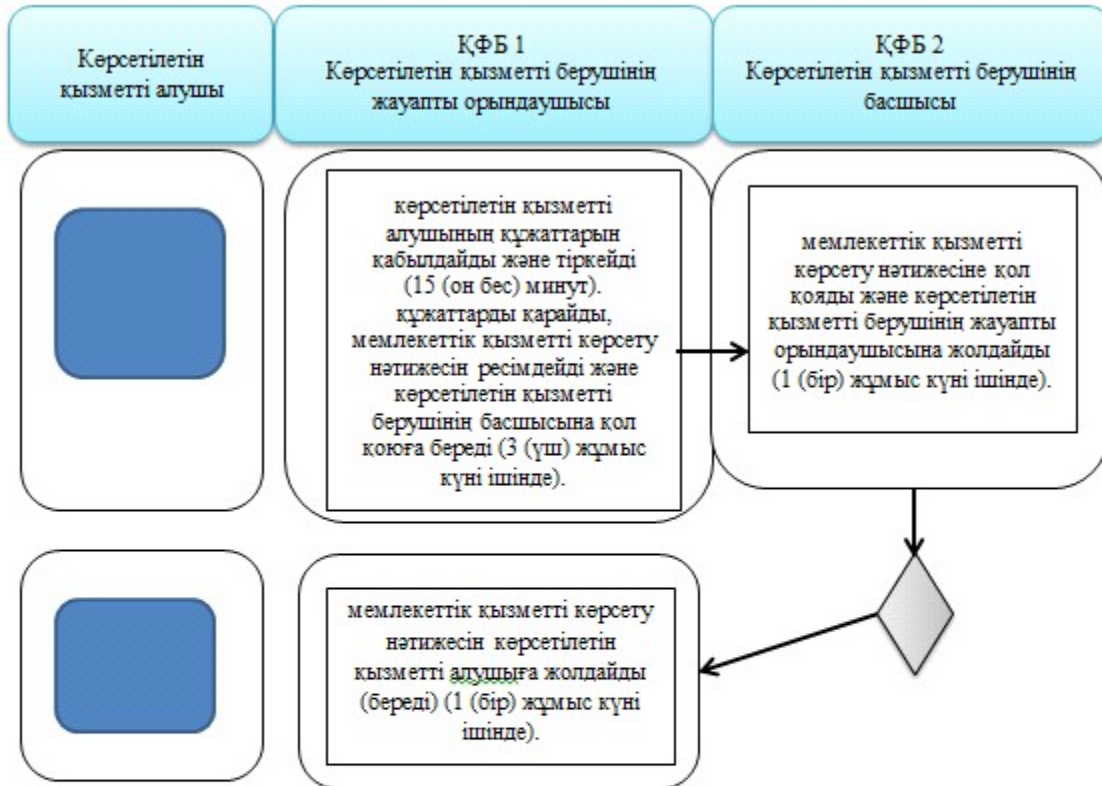 Көрсетілетін
қызметті алушы
ҚФБ 1
Көрсетілетін қызметті берушінің
жауапты орындаушысы
ҚФБ 2
Көрсетілетін қызметті берушінің
басшысы
көрсетілетін қызметті
алушының құжаттарын
қабылдайды және тіркейді
(15 (он бес) минут).
құжаттарды қарайды,
мемлекеттік қызметті көрсету
нәтижесін ресімдейді және
көрсетілетін қызметті
берушінің басшысына қол
қоюға береді (3 (үш) жұмыс
күні ішінде).
мемлекеттік қызметті
көрсету нәтижесіне қол
қояды және көрсетілетін
қызметті берушінің жауапты
орындаушысына жолдайды
(1 (бір) жұмыс күні ішінде).
мемлекеттік қызметті көрсету
нәтижесін көрсетілетін
қызметті алушыға жолдайды
(береді) (1 (бір) жұмыс күні
ішінде).